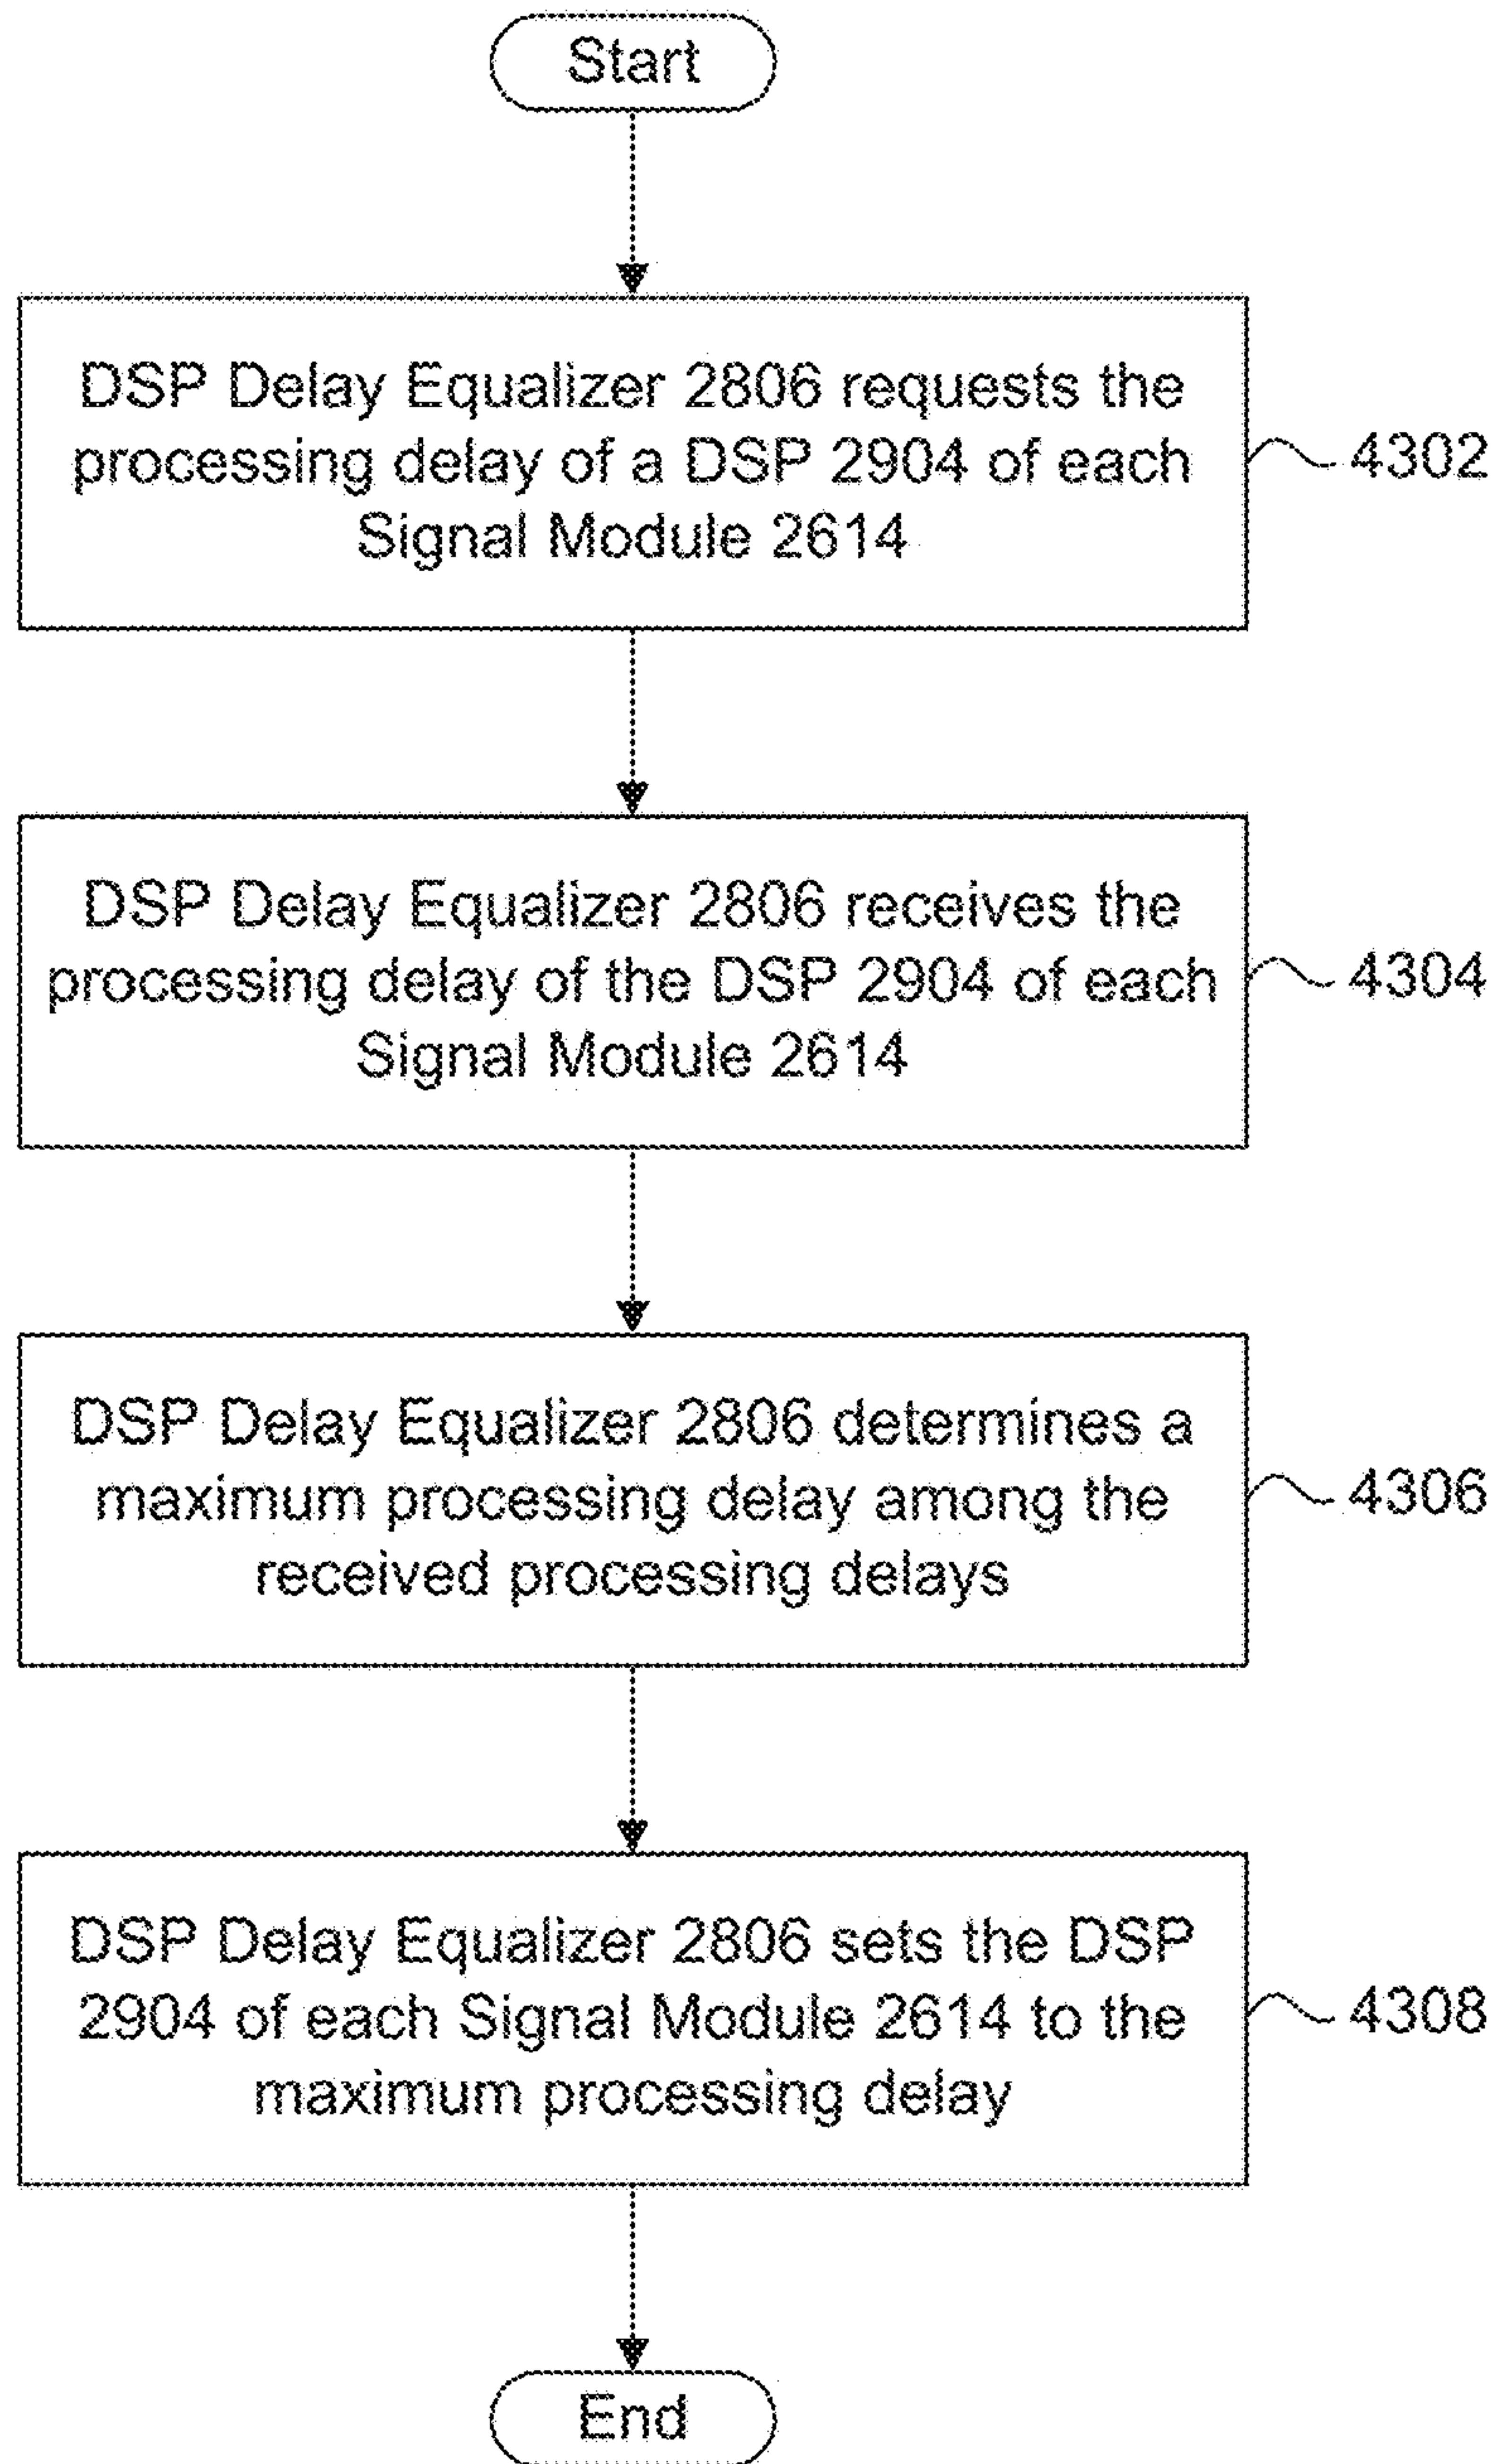 Start
DSP Delay Equalizer 2806 requests the
processing delay of a DSP 2904 of each
Signal Module 2614
4302
DSP Delay Equalizer 2806 receives the
processing delay of the DSP 2904 of each
Signal Module 2614
4304
DSP Delay Equalizer 2806 determines a
maximum processing delay among the
received processing delays
4306
DSP Delay Equalizer 2806 sets the DSP
2904 of each Signal Module 2614 to the
maximum processing delay
4308
End